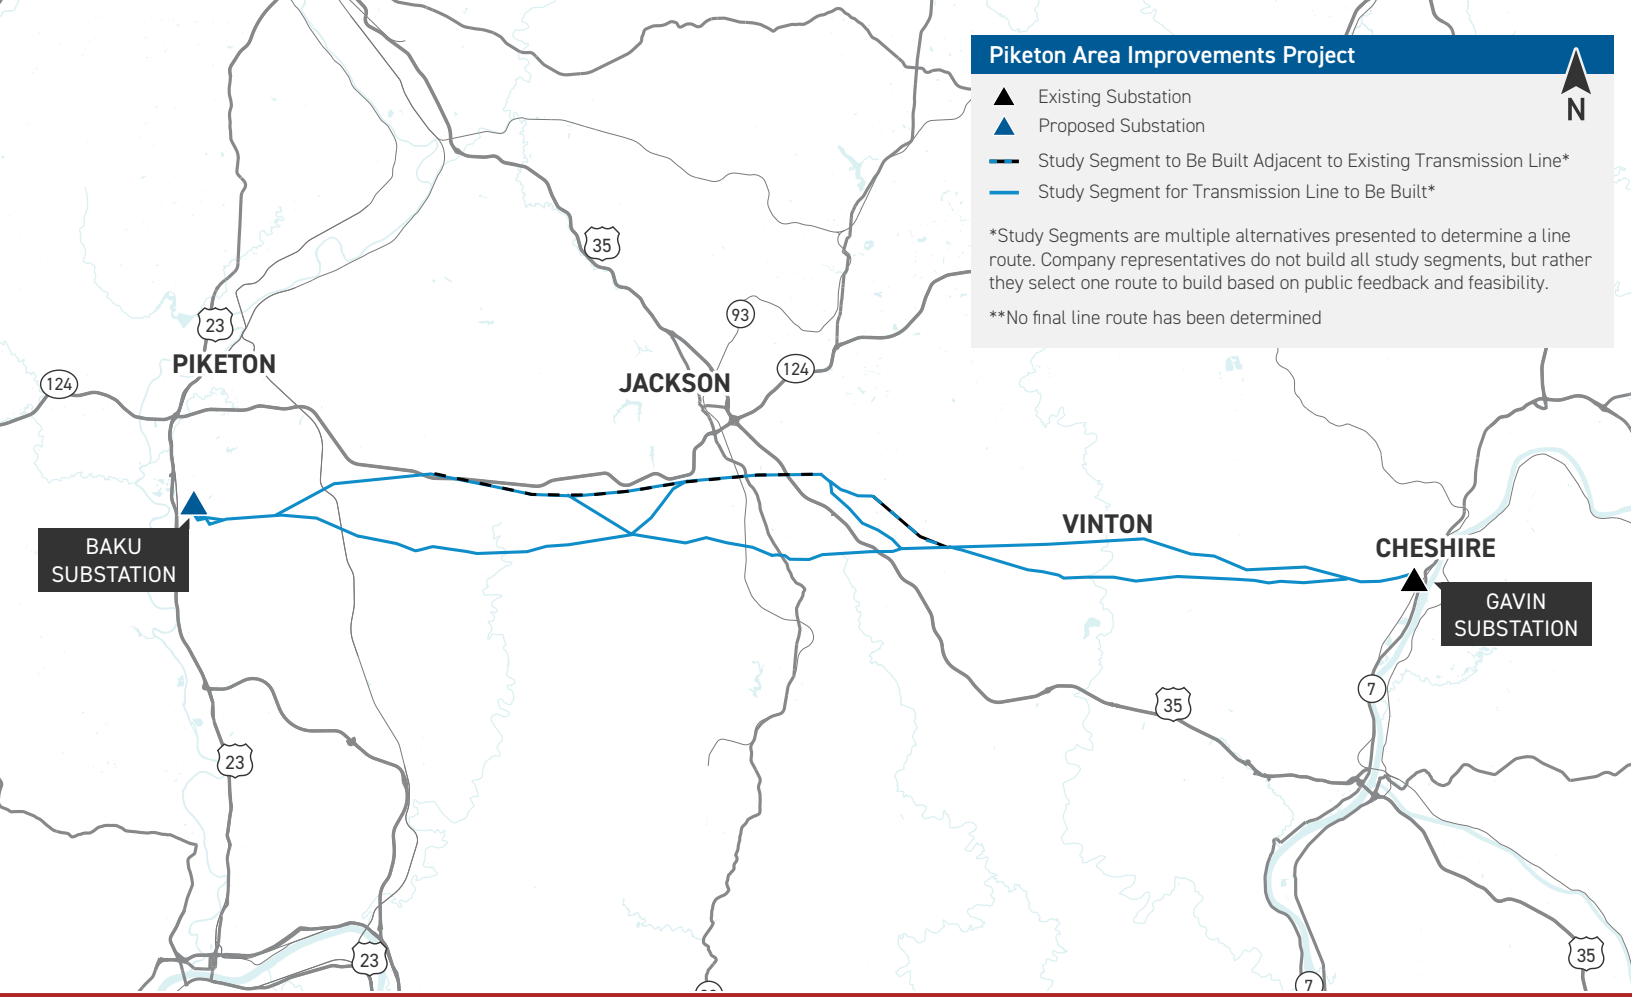 Piketon Area Improvements Project
N
Existing Substation
Proposed Substation
Study Segment to Be Built Adjacent to Existing Transmission Line*
Study Segment for Transmission Line to Be Built*
*Study Segments are multiple alternatives presented to determine a line
route. Company representatives do not build all study segments, but rather
they select one route to build based on public feedback and feasibility.
**No final line route has been determined
35
93
23
PIKETON
124
JACKSON
124
VINTON
CHESHIRE
BAKU
SUBSTATION
GAVIN
SUBSTATION
7
35
23
23
35
7